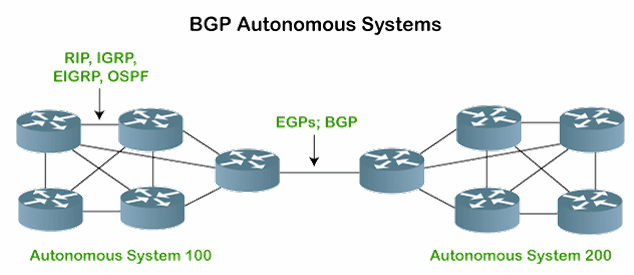 BGP Autonomous Systems
RIP, IGRP,
EIGRP, OSPF
EGPs; BGP
Autonomous System 100
Autonomous System 200